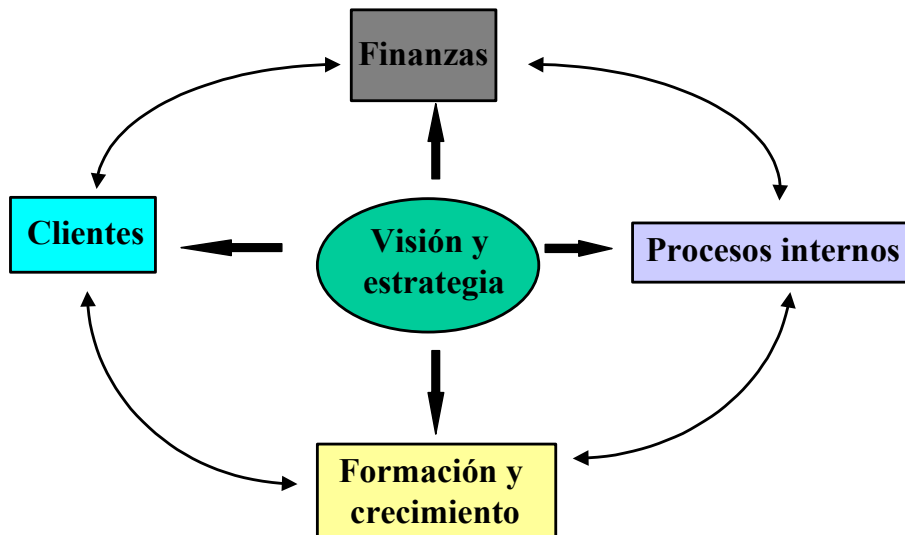 Finanzas
Clientes
Visión y
estrategia
Procesos internos
Formación y
crecimiento